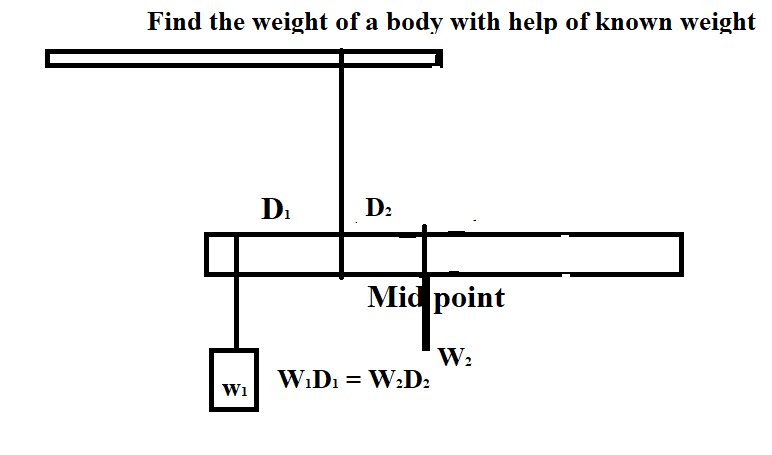 Find the weight of a body with help of known weight
D₁
D₂
Mid point
W₂
W₁D₁ = W₂D₂
W₁